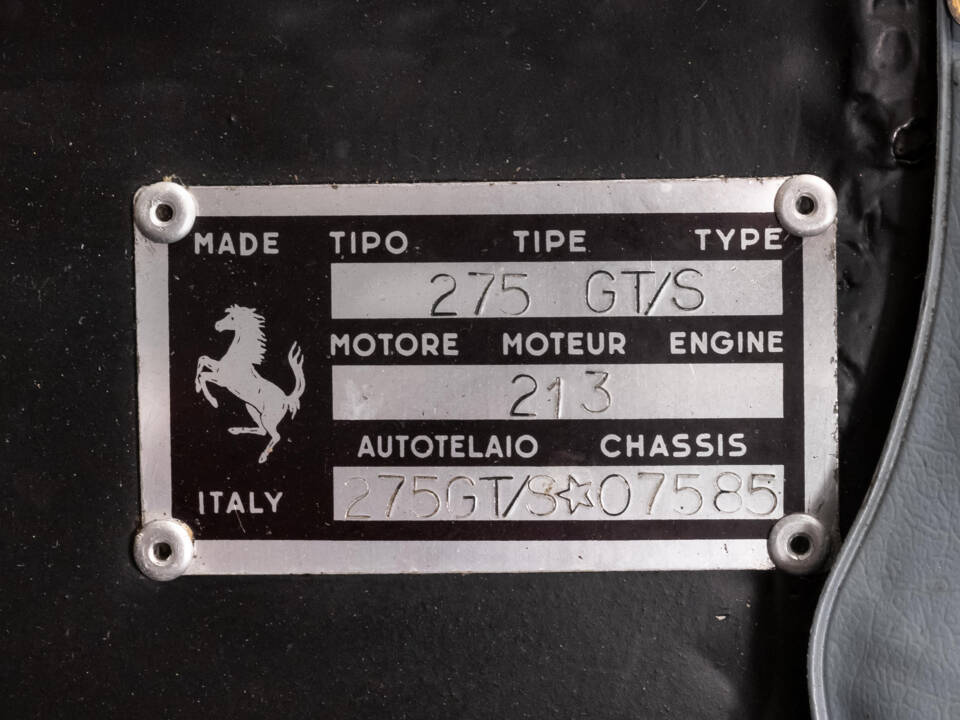 MADE TIPO TIPE TYPE
275 GT/S
MOTORE MOTEUR ENGINE
213
AUTOTELAIO CHASSIS
ITALY 275GT/S☆07585